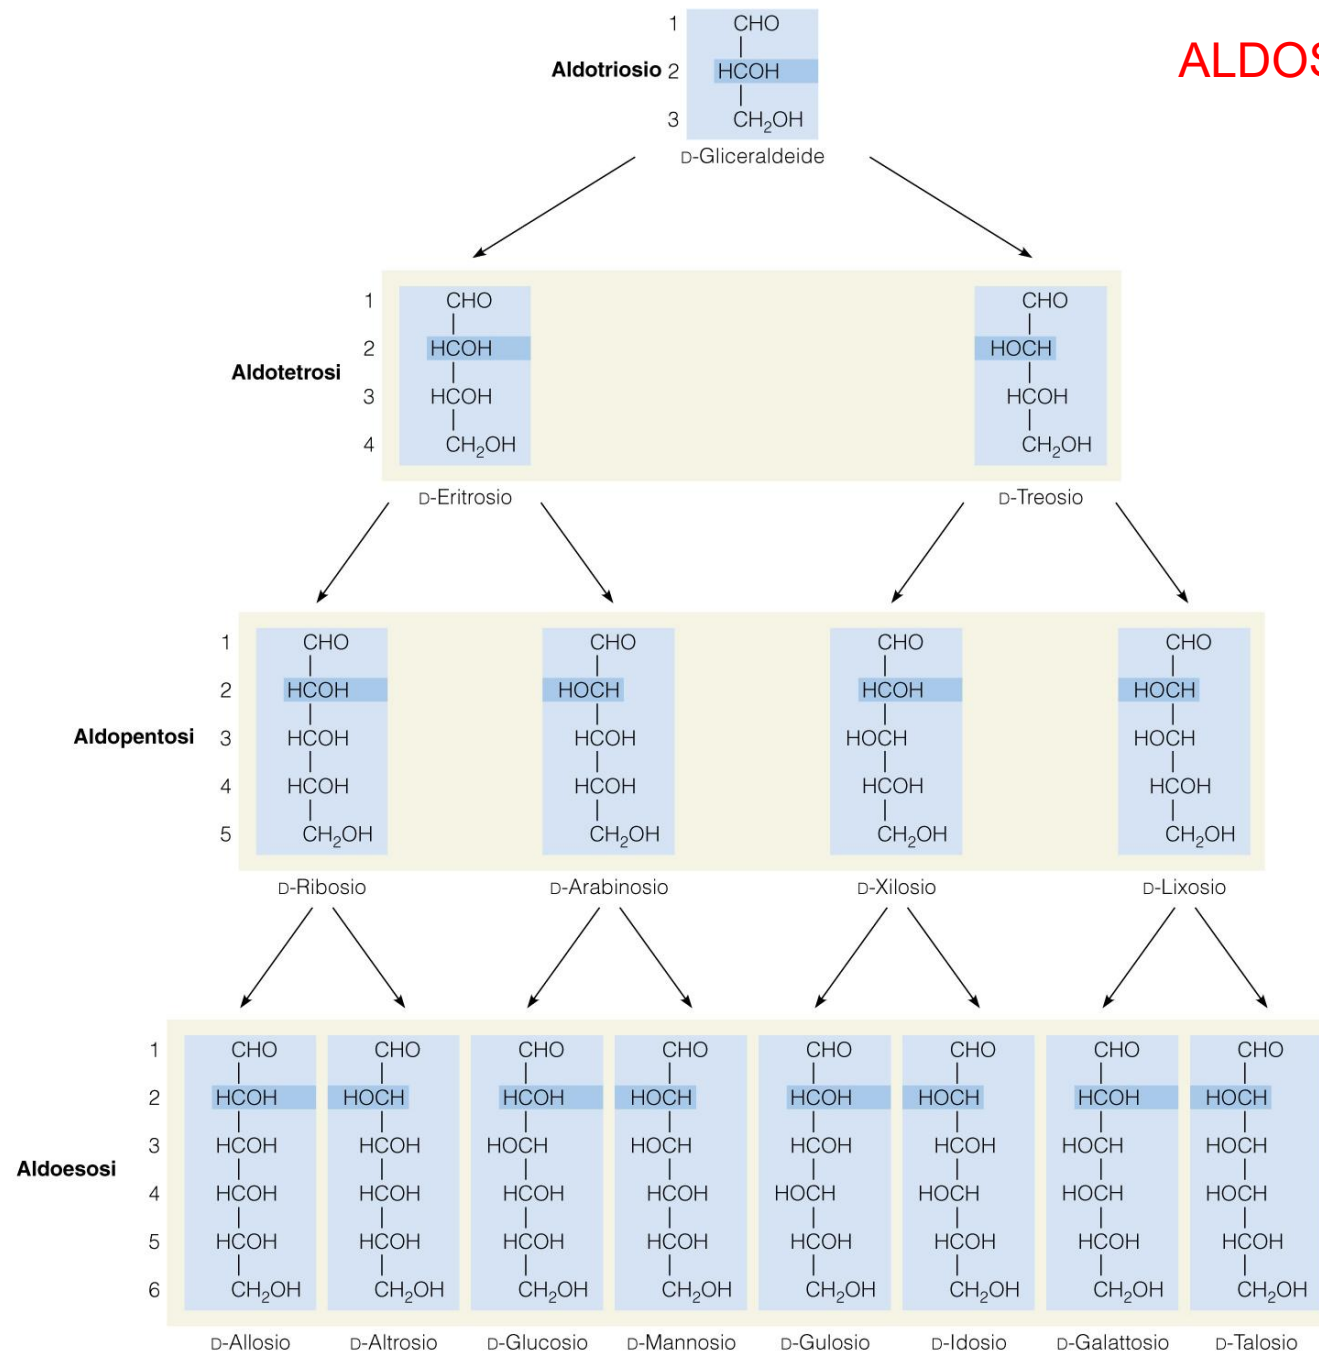 ALDOS
1 CHO
Aldotriosio 2 HCOH
3 CH₂OH
D-Gliceraldeide
1 CHO CHO
2 HCOH HOCH
Aldotetrosi
3 HCOH HCOH
4 CH₂OH CH₂OH
D-Eritrosio D-Treosio
1 CHO CHO CHO CHO
2 HCOH HOCH HCOH HOCH
Aldopentosi 3 HCOH HCOH HOCH HOCH
4 HCOH HCOH HCOH HCOH
5 CH₂OH CH₂OH CH₂OH CH₂OH
D-Ribosio D-Arabinosio D-Xilosio D-Lixosio
1 CHO CHO CHO CHO CHO CHO CHO CHO
2 HCOH HOCH HCOH HOCH HCOH HOCH HCOH HOCH
3 HCOH HCOH HOCH HOCH HCOH HCOH HOCH HOCH
Aldoesosi
4 HCOH HCOH HCOH HCOH HOCH HOCH HOCH HOCH
5 HCOH HCOH HCOH HCOH HCOH HCOH HCOH HCOH
6 CH₂OH CH₂OH CH₂OH CH₂OH CH₂OH CH₂OH CH₂OH CH₂OH
D-Allosio D-Altrosio D-Glucosio D-Mannosio D-Gulosio D-Idosio D-Galattosio D-Talosio